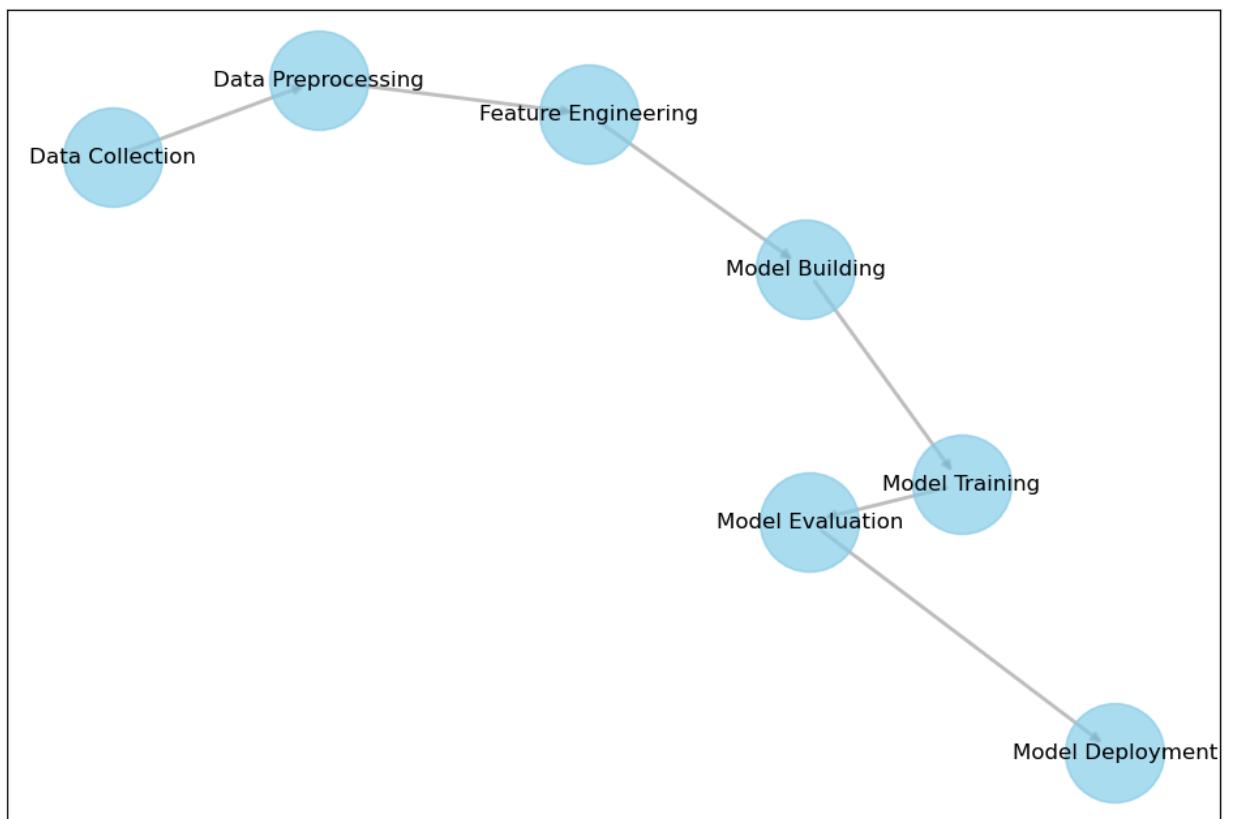 Data Preprocessing
Feature Engineering
Data Collection
Model Building
Model Training
Model Evaluation
Model Deployment